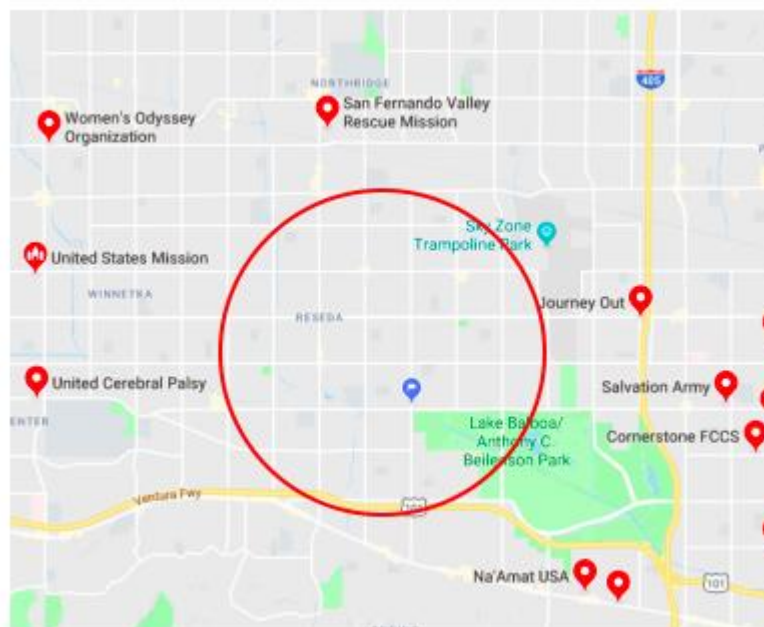 NORTHRIDGE
405
San Fernando Valley
Rescue Mission
Women's Odyssey
Organization
Sky Zone
Trampoline Park
United States Mission
WINNETKA
RESEDA
Journey Out
United Cerebral Palsy
Salvation Army
ENTER
Lake Balboa/
Anthony C.
Beilenson Park
Cornerstone FCCS
Ventura Fwy
101
Na'Amat USA
101